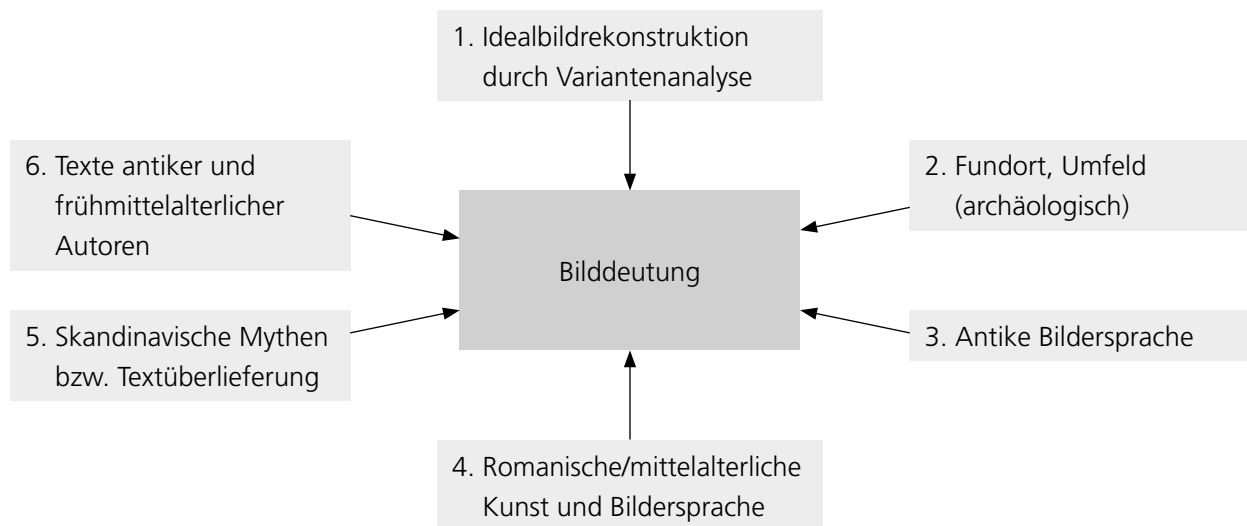 1. Idealbildrekonstruktion
durch Variantenanalyse
2. Fundort, Umfeld
(archäologisch)
3. Antike Bildersprache
4. Romanische/mittelalterliche
Kunst und Bildersprache
5. Skandinavische Mythen
bzw. Textüberlieferung
6. Texte antiker und
frühmittelalterlicher
Autoren
Bilddeutung